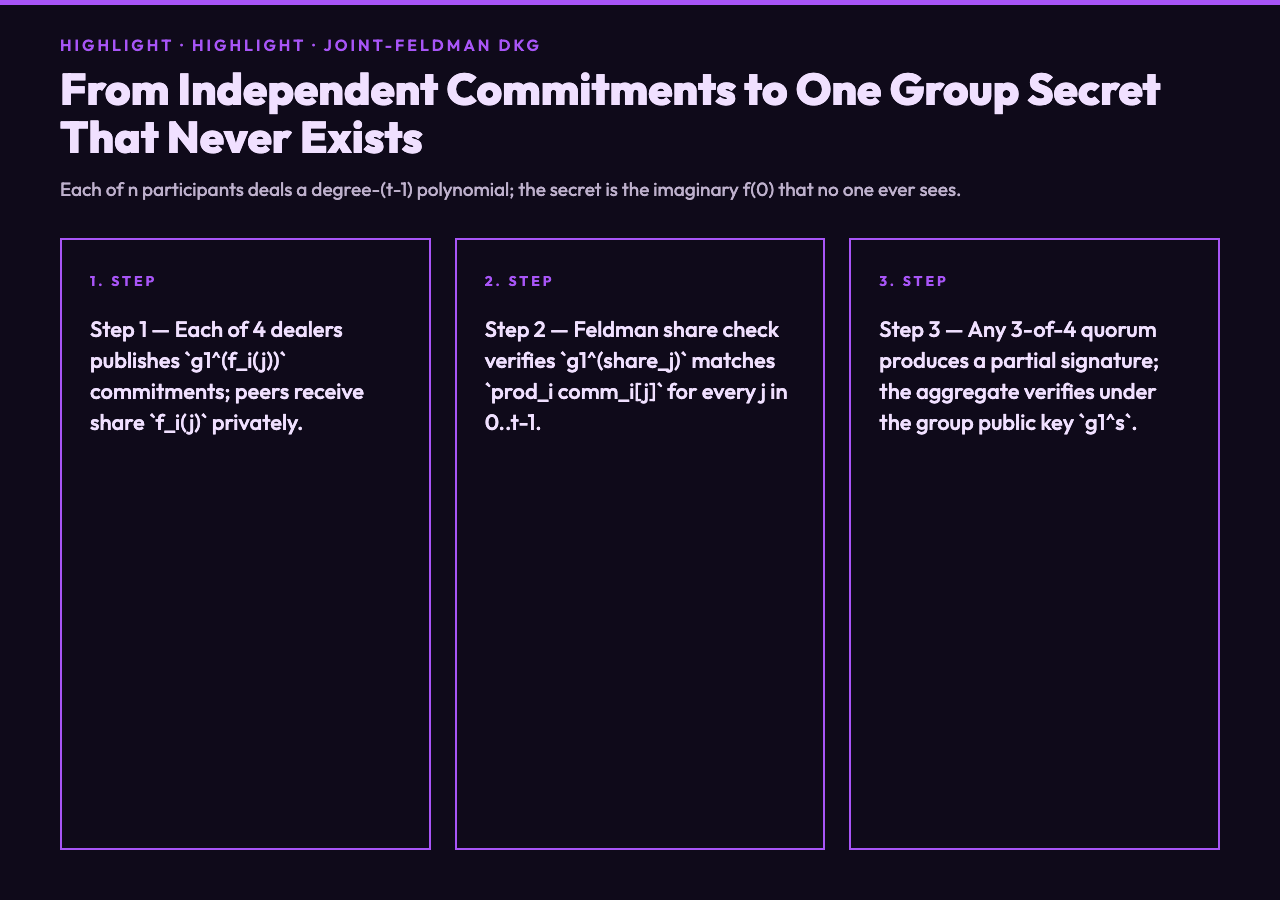 HIGHLIGHT · HIGHLIGHT · JOINT-FELDMAN DKG
From Independent Commitments to One Group Secret
That Never Exists
Each of n participants deals a degree-(t-1) polynomial; the secret is the imaginary f(0) that no one ever sees.
1. STEP
Step 1 — Each of 4 dealers
publishes `g1^(f_i(j))`
commitments; peers receive
share `f_i(j)` privately.
2. STEP
Step 2 — Feldman share check
verifies `g1^(share_j)` matches
`prod_i comm_i[j]` for every j in
0..t-1.
3. STEP
Step 3 — Any 3-of-4 quorum
produces a partial signature;
the aggregate verifies under
the group public key `g1^s`.